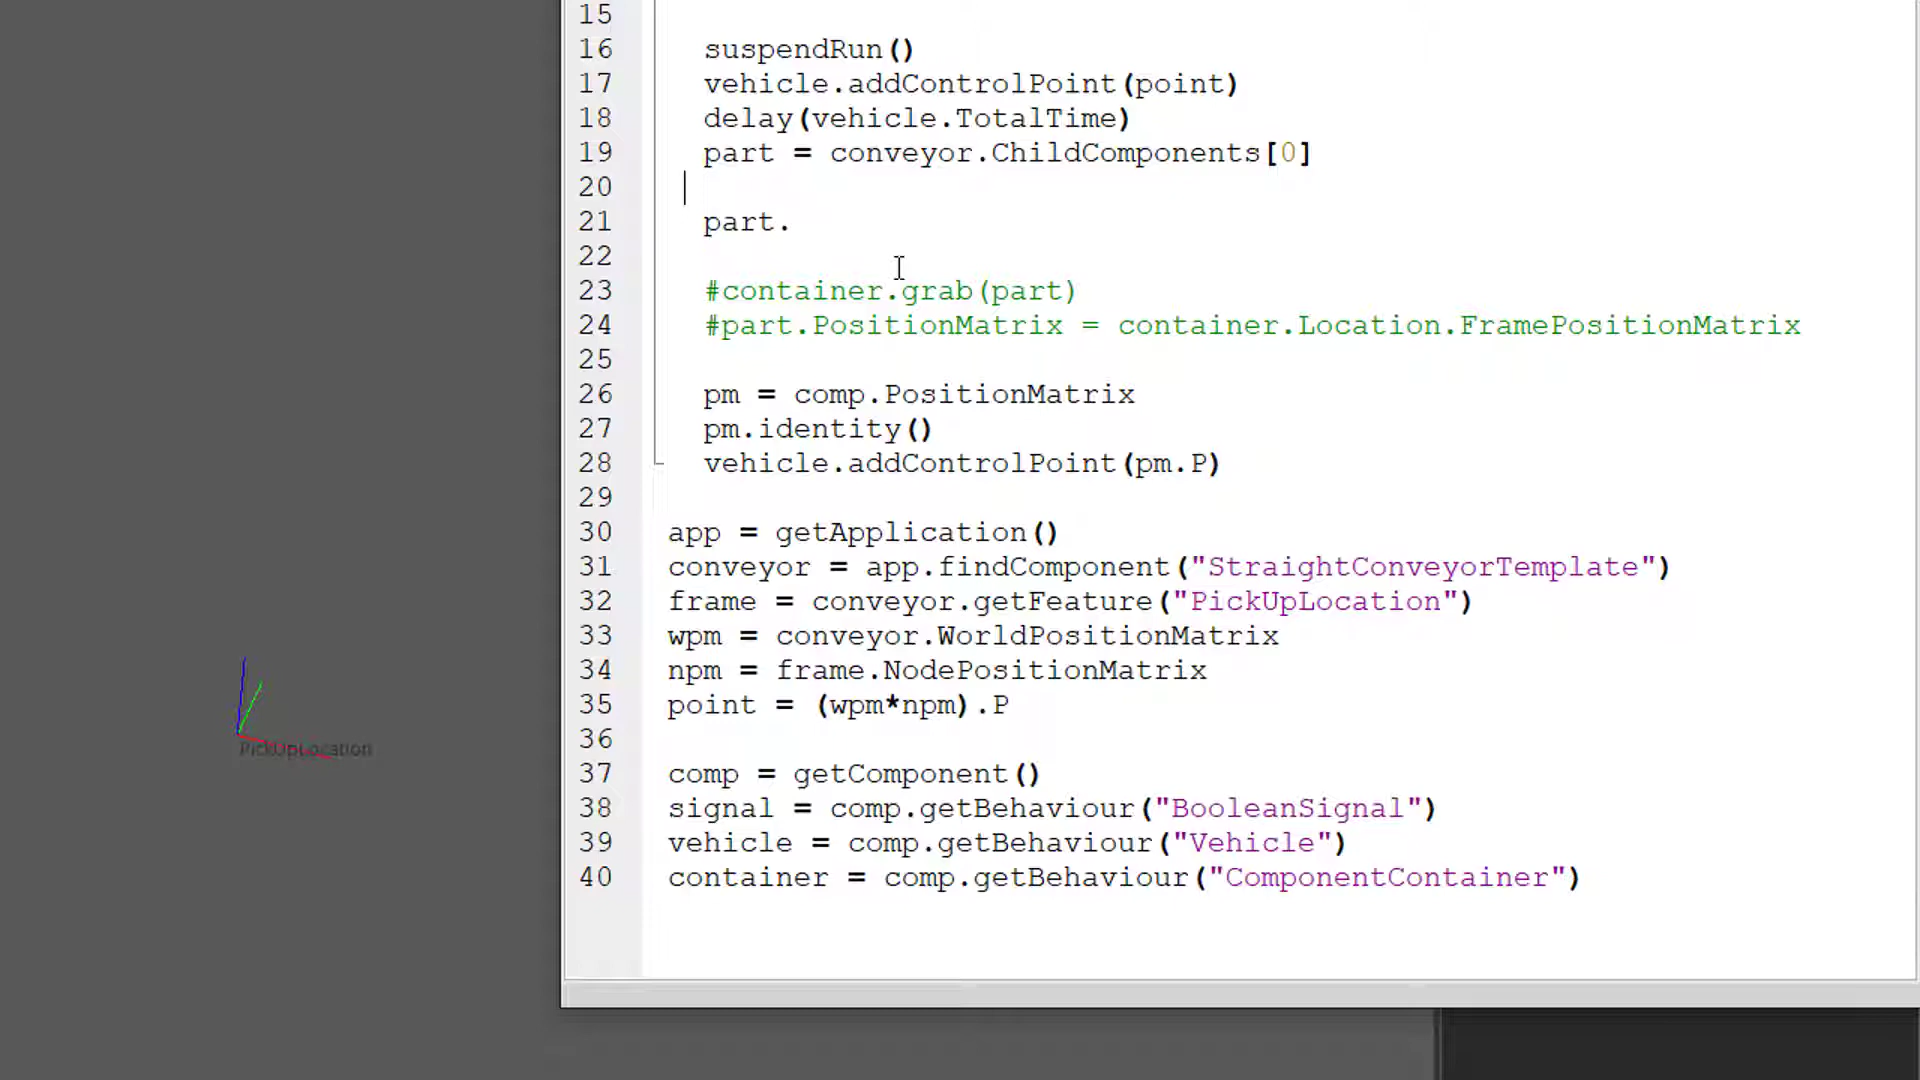 15
16 suspendRun()
17 vehicle.addControlPoint(point)
18 delay(vehicle.TotalTime)
19 part = conveyor.ChildComponents[0]
20
21 part.
22
23 #container.grab(part)
24 #part.PositionMatrix = container.Location.FramePositionMatrix
25
26 pm = comp.PositionMatrix
27 pm.identity()
28 vehicle.addControlPoint(pm.P)
29
30 app = getApplication()
31 conveyor = app.findComponent("StraightConveyorTemplate")
32 frame = conveyor.getFeature("PickUpLocation")
33 wpm = conveyor.WorldPositionMatrix
34 npm = frame.NodePositionMatrix
35 point = (wpm*npm).P
36
37 comp = getComponent()
38 signal = comp.getBehaviour("BooleanSignal")
39 vehicle = comp.getBehaviour("Vehicle")
40 container = comp.getBehaviour("ComponentContainer")
PickUpLocation